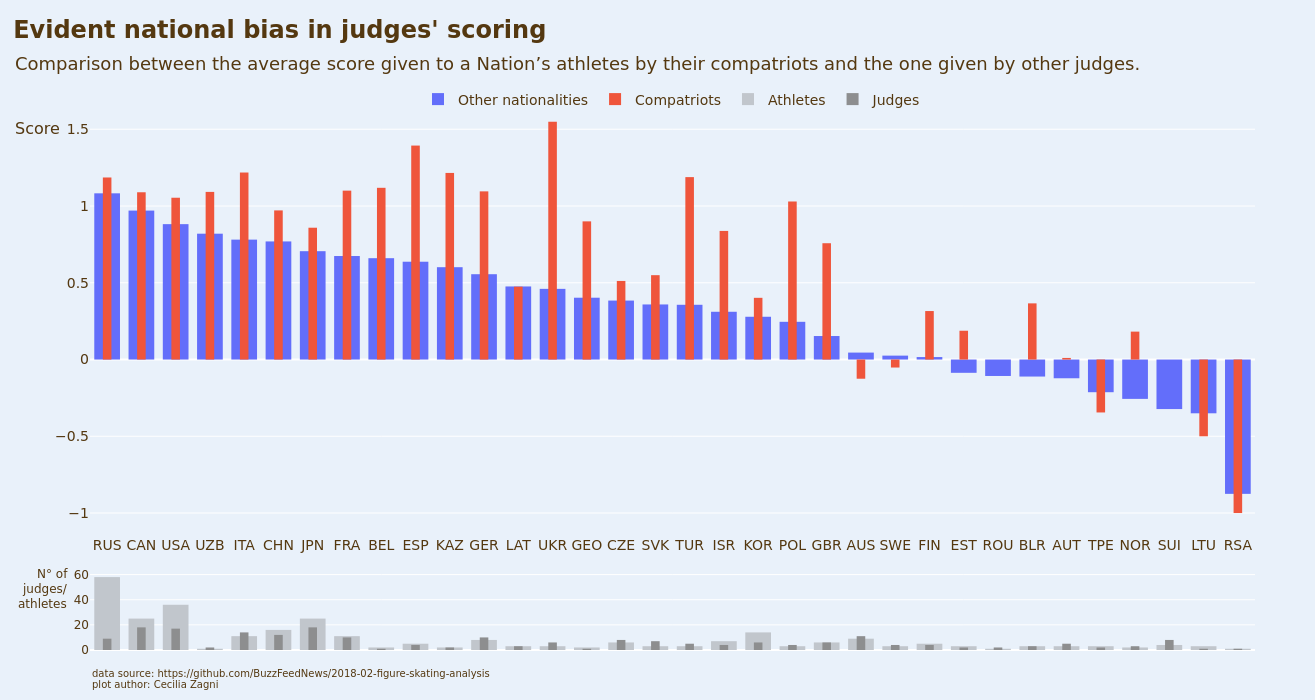 Evident national bias in judges' scoring
Comparison between the average score given to a Nation’s athletes by their compatriots and the one given by other judges.
Other nationalities Compatriots Athletes Judges
Score 1.5
1
0.5
0
−0.5
−1
RUS CAN USA UZB ITA CHN JPN FRA BEL ESP KAZ GER LAT UKR GEO CZE SVK TUR ISR KOR POL GBR AUS SWE FIN EST ROU BLR AUT TPE NOR SUI LTU RSA
N° of
judges/
athletes
60
40
20
0
data source: https://github.com/BuzzFeedNews/2018-02-figure-skating-analysis
plot author: Cecilia Zagni